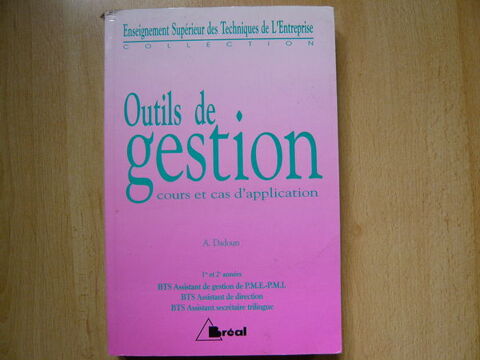 Enseignement Supérieur des Techniques de L'Entreprise
COLLECTION
Outils de
gestion
cours et cas d'application
A. Dadoun
1re et 2e années
BTS Assistant de gestion de P.M.E.-P.M.I.
BTS Assistant de direction
BTS Assistant secrétaire trilingue
Bréal